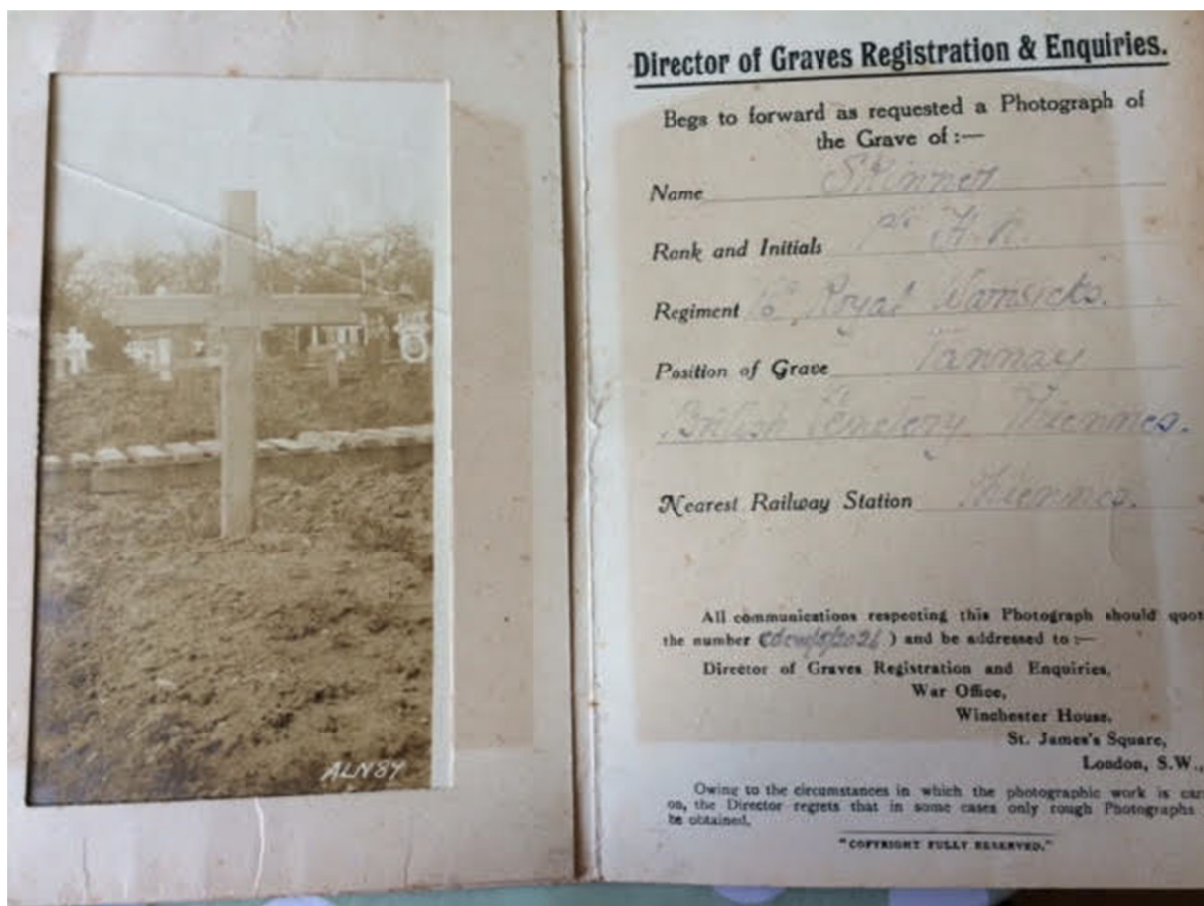 ALN84
Director of Graves Registration & Enquiries.
Begs to forward as requested a Photograph of
the Grave of :—
Name Skinner
Rank and Initials Pte
Regiment Royal Warwicks.
Position of Grave Tannay
British Cemetery Thiennes.
Nearest Railway Station Thiennes.
All communications respecting this Photograph should quot
the number ( ) and be addressed to :—
Director of Graves Registration and Enquiries,
War Office,
Winchester House,
St. James's Square,
London, S.W.,
Owing to the circumstances in which the photographic work is car
on, the Director regrets that in some cases only rough Photographs
be obtained.
"COPYRIGHT FULLY RESERVED."